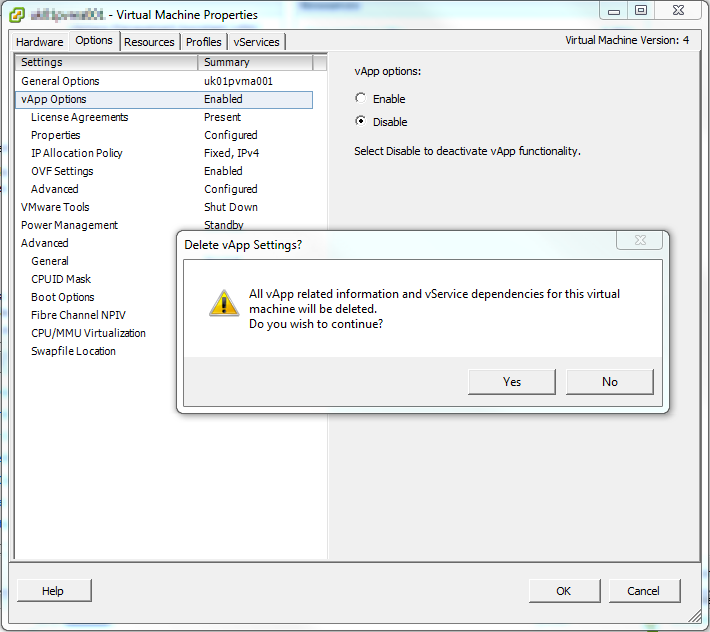 - Virtual Machine Properties
Hardware Options Resources Profiles vServices Virtual Machine Version: 4
Settings Summary
General Options uk01pvma001
vApp Options Enabled
License Agreements Present
Properties Configured
IP Allocation Policy Fixed, IPv4
OVF Settings Enabled
Advanced Configured
VMware Tools Shut Down
Power Management Standby
Advanced
General
CPUID Mask
Boot Options
Fibre Channel NPIV
CPU/MMU Virtualization
Swapfile Location
vApp options:
Enable
Disable
Select Disable to deactivate vApp functionality.
Delete vApp Settings?
All vApp related information and vService dependencies for this virtual
machine will be deleted.
Do you wish to continue?
Yes No
Help OK Cancel